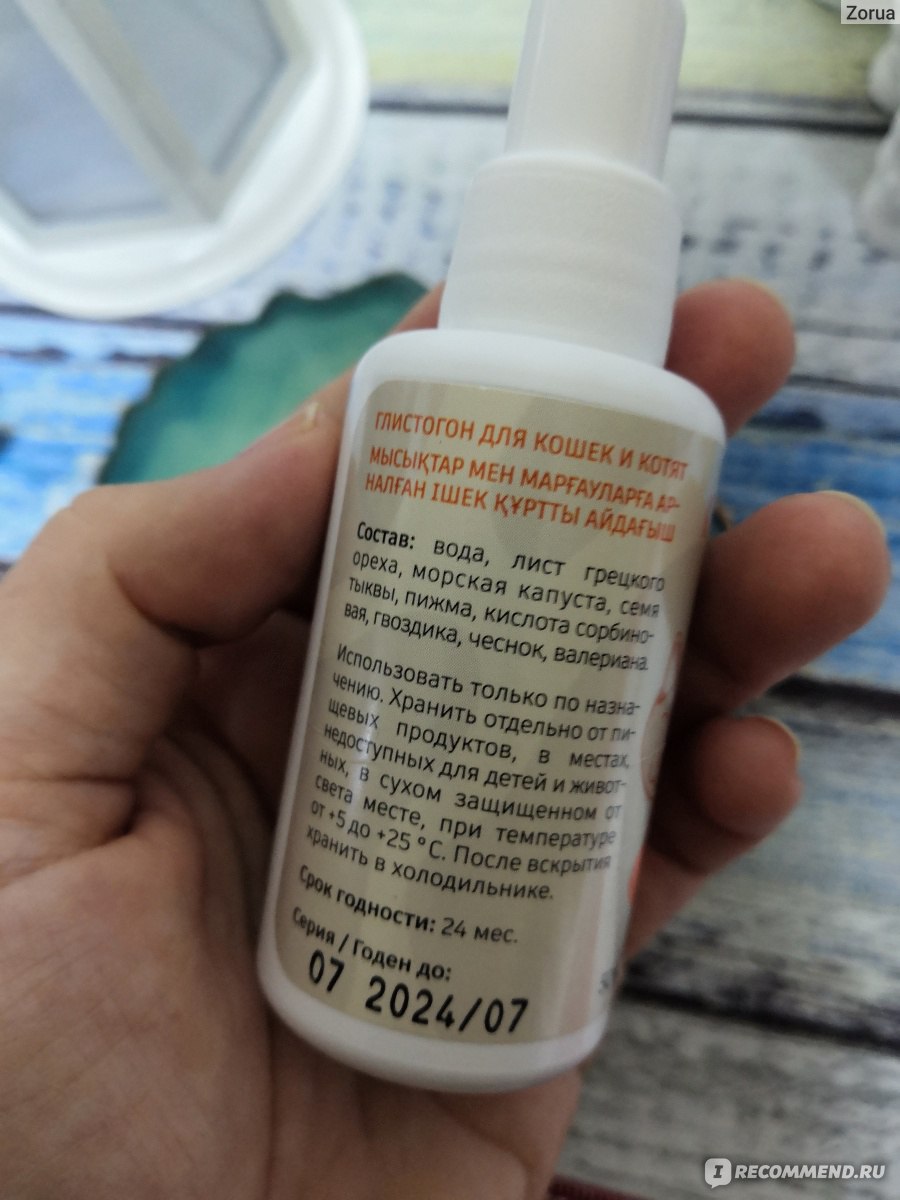 Zorua
ГЛИСТОГОН ДЛЯ КОШЕК И КОТЯТ
МЫСЫҚТАР МЕН МАРҒАУЛАРҒА АР-
НАЛҒАН ІШЕК ҚҰРТТЫ АЙДАҒЫШ
Состав: вода, лист грецкого
ореха, морская капуста, семя
тыквы, пижма, кислота сорбино-
вая, гвоздика, чеснок, валериана.
Использовать только по назна-
чению. Хранить отдельно от пи-
щевых продуктов, в местах,
недоступных для детей и живот-
ных, в сухом защищенном от
света месте, при температуре
от +5 до +25 °С. После вскрытия
хранить в холодильнике.
Срок годности: 24 мес.
Серия / Годен до:
07 2024/07
IRECOMMEND.RU